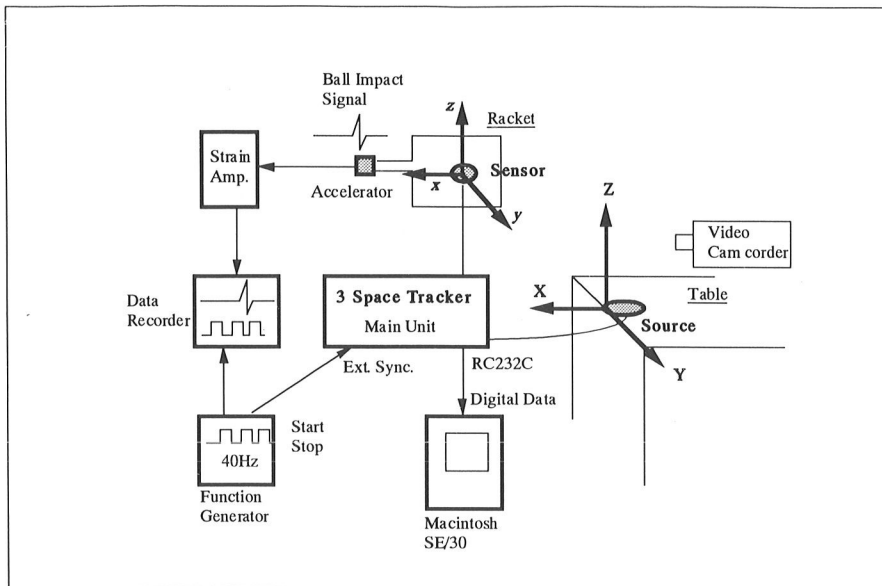 Ball Impact
Signal
z
Racket
Strain
Amp.
Accelerator
x
Sensor
y
Z
Video
Cam corder
Data
Recorder
3 Space Tracker
Main Unit
X
Table
Source
Y
Ext. Sync.
RC232C
Digital Data
40Hz
Start
Stop
Function
Generator
Macintosh
SE/30